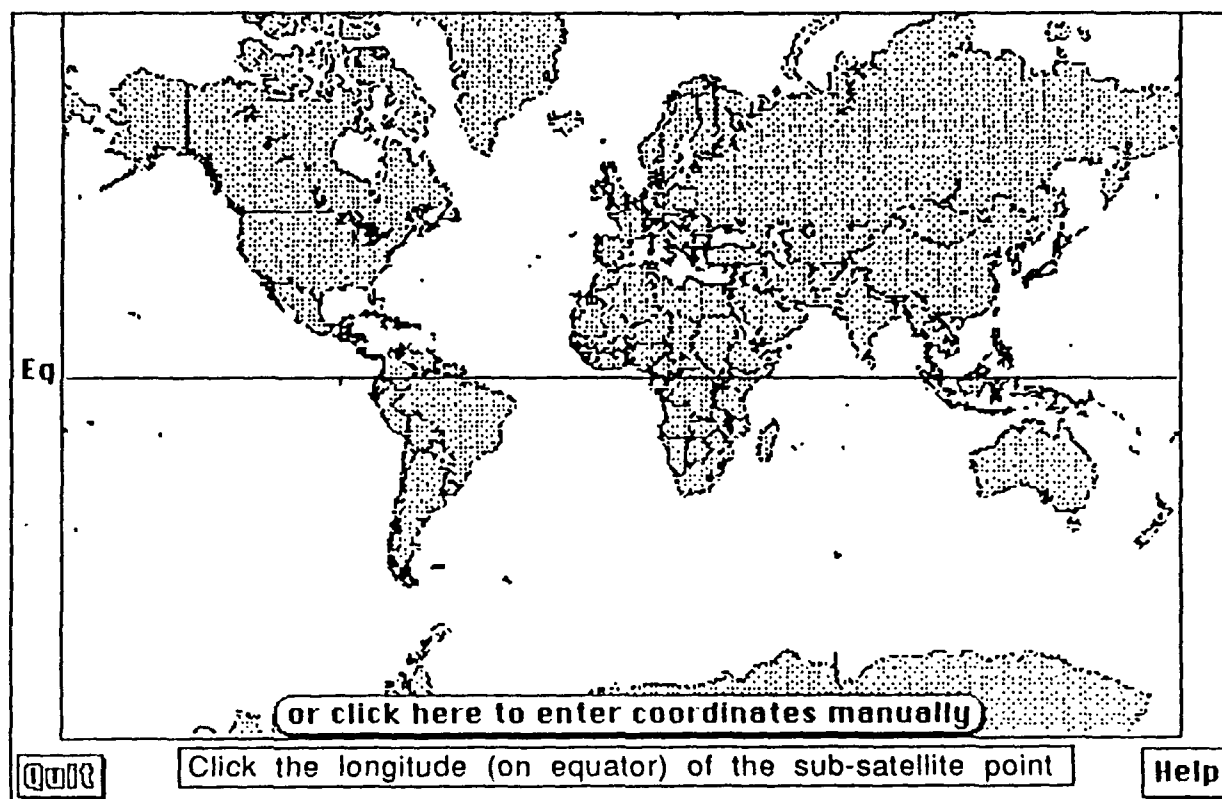 Eq
or click here to enter coordinates manually
Quit
Click the longitude (on equator) of the sub-satellite point
Help